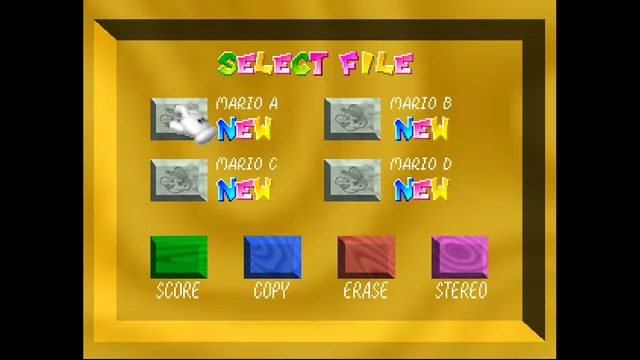 SELECT FILE
MARIO A
NEW
MARIO B
NEW
MARIO C
NEW
MARIO D
NEW
SCORE COPY ERASE STEREO